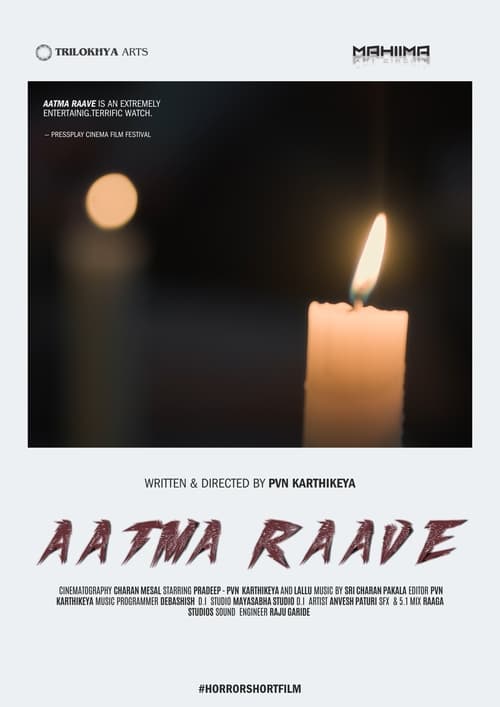 TRILOKHYA ARTS
MAHIIMA
ART CINEMA
AATMA RAAVE IS AN EXTREMELY
ENTERTAINIG.TERRIFIC WATCH.
– PRESSPLAY CINEMA FILM FESTIVAL
WRITTEN & DIRECTED BY PVN KARTHIKEYA
AATMA RAAVE
CINEMATOGRAPHY CHARAN MESAL STARRING PRADEEP - PVN KARTHIKEYA AND LALLU MUSIC BY SRI CHARAN PAKALA EDITOR PVN
KARTHIKEYA MUSIC PROGRAMMER DEBASHISH D.I STUDIO MAYASABHA STUDIO D.I ARTIST ANVESH PATURI SFX & 5.1 MIX RAAGA
STUDIOS SOUND ENGINEER RAJU GARIDE
#HORRORSHORTFILM